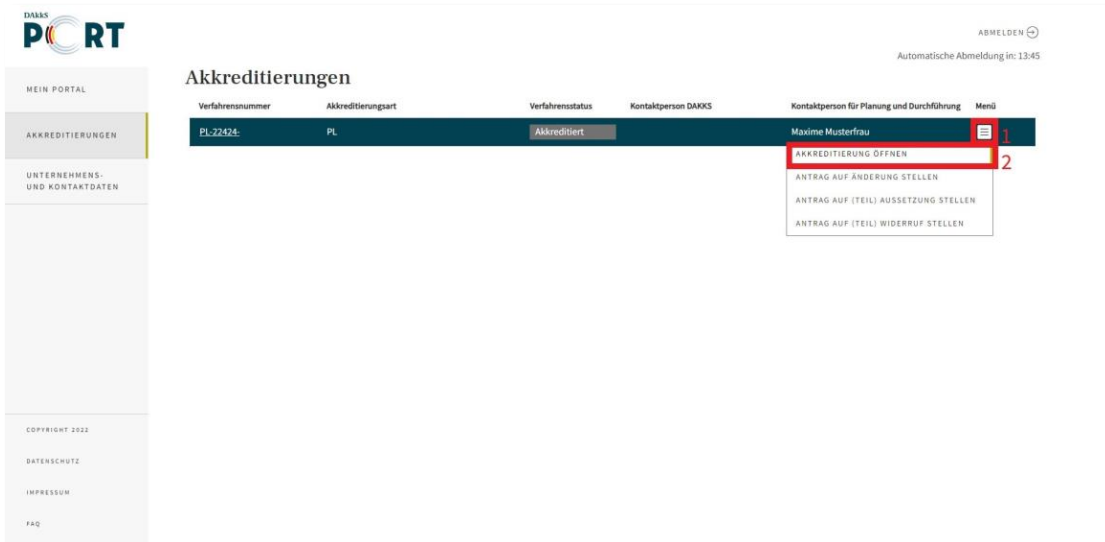 DAkkS
PORT
ABMELDEN
Automatische Abmeldung in: 13:45
MEIN PORTAL
AKKREDITIERUNGEN
UNTERNEHMENS-
UND KONTAKTDATEN
Akkreditierungen
Verfahrensnummer Akkreditierungsart Verfahrensstatus Kontaktperson DAKKS Kontaktperson für Planung und Durchführung Menü
PL-22424- PL Akkreditiert Maxime Musterfrau 1
AKKREDITIERUNG ÖFFNEN 2
ANTRAG AUF ÄNDERUNG STELLEN
ANTRAG AUF (TEIL) AUSSETZUNG STELLEN
ANTRAG AUF (TEIL) WIDERRUF STELLEN
COPYRIGHT 2022
DATENSCHUTZ
IMPRESSUM
FAQ